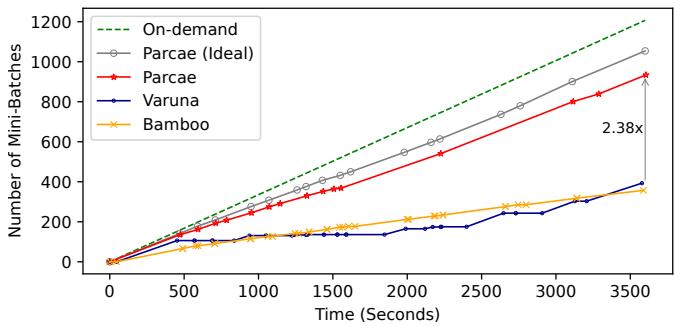 On-demand
Parcae (Ideal)
Parcae
Varuna
Bamboo
2.38x
Number of Mini-Batches
1200
1000
800
600
400
200
0
0 500 1000 1500 2000 2500 3000 3500
Time (Seconds)